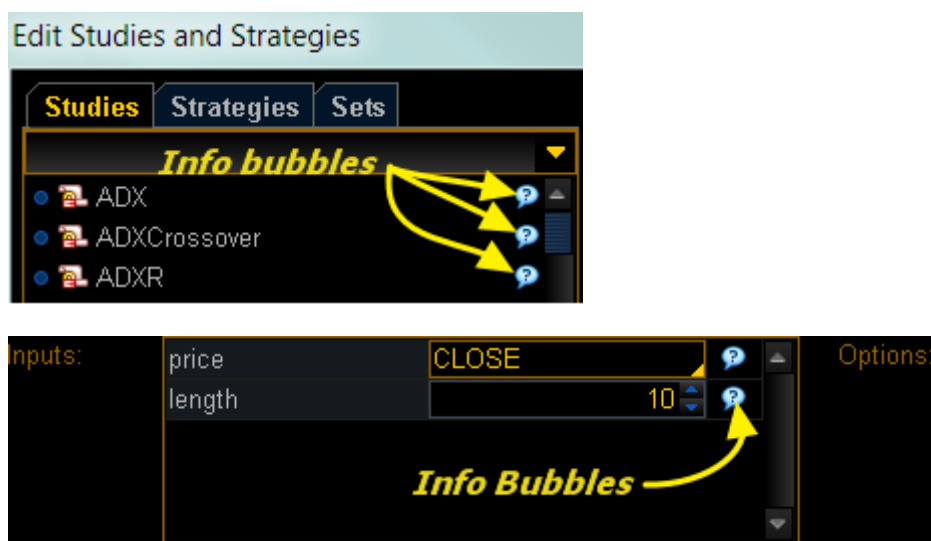 Edit Studies and Strategies
Studies Strategies Sets
Info bubbles
ADX
ADXCrossover
ADXR
Inputs: price CLOSE Options:
length 10
Info Bubbles